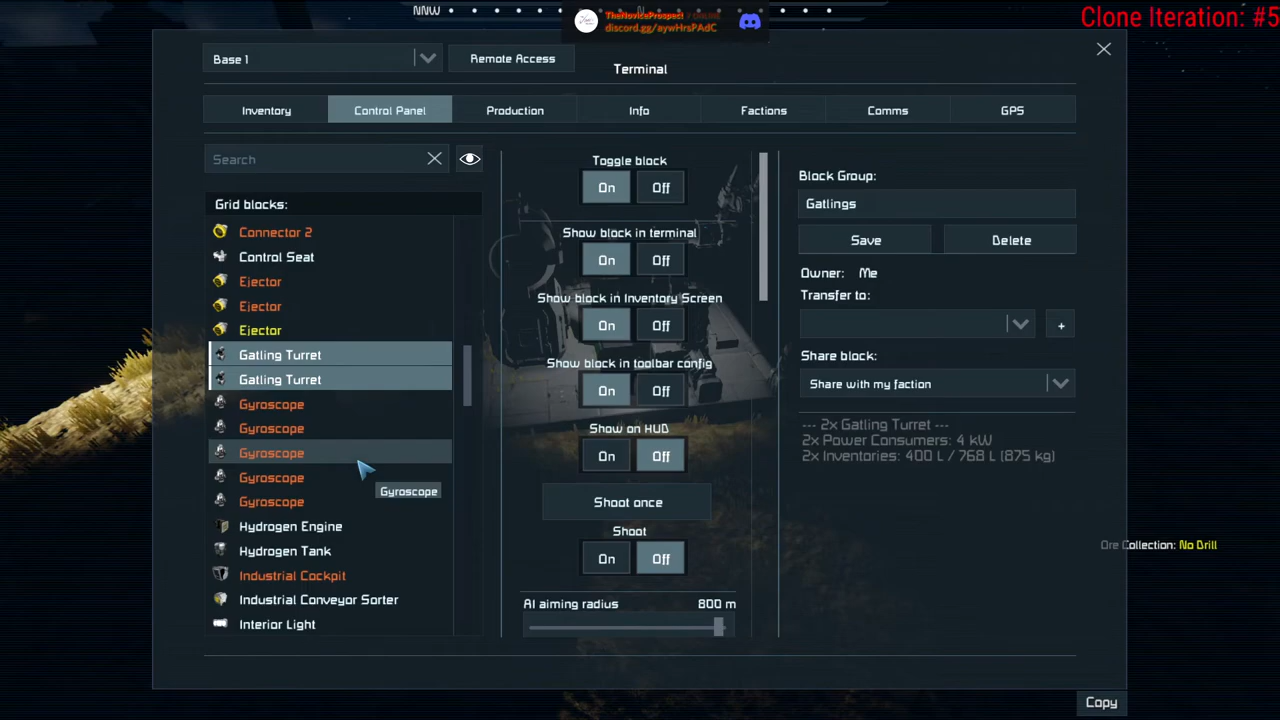 NNW
N
TheNoviceProspect
discord.gg/aywHrsPAdC
Clone Iteration: #5
Base 1
Remote Access
Terminal
Inventory
Control Panel
Production
Info
Factions
Comms
GPS
Search
Grid blocks:
Connector 2
Control Seat
Ejector
Ejector
Ejector
Gatling Turret
Gatling Turret
Gyroscope
Gyroscope
Gyroscope
Gyroscope
Gyroscope
Gyroscope
Hydrogen Engine
Hydrogen Tank
Industrial Cockpit
Industrial Conveyor Sorter
Interior Light
Toggle block
On Off
Show block in terminal
On Off
Show block in Inventory Screen
On Off
Show block in toolbar config
On Off
Show on HUD
On Off
Shoot once
Shoot
On Off
AI aiming radius 800 m
Block Group:
Gatlings
Save Delete
Owner: Me
Transfer to:
+
Share block:
Share with my faction
--- 2x Gatling Turret ---
2x Power Consumers: 4 kW
2x Inventories: 400 L / 768 L (875 kg)
Ore Collection: No Drill
Copy